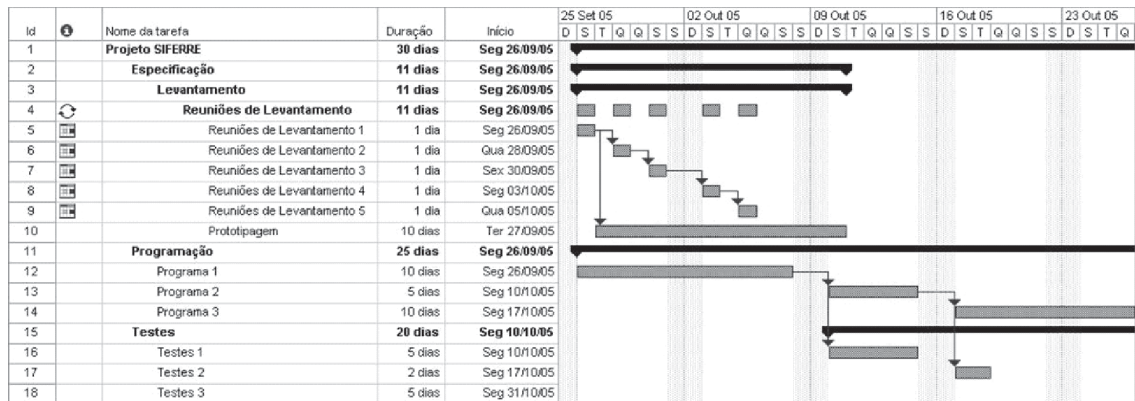 25 Set 05 02 Out 05 09 Out 05 16 Out 05 23 Out 05
Id Nome da tarefa Duração Início D S T Q Q S S D S T Q Q S S D S T Q Q S S D S T Q Q S S D S T Q
1 Projeto SIFERRE 30 dias Seg 26/09/05
2 Especificação 11 dias Seg 26/09/05
3 Levantamento 11 dias Seg 26/09/05
4 Reuniões de Levantamento 11 dias Seg 26/09/05
5 Reuniões de Levantamento 1 1 dia Seg 26/09/05
6 Reuniões de Levantamento 2 1 dia Qua 28/09/05
7 Reuniões de Levantamento 3 1 dia Sex 30/09/05
8 Reuniões de Levantamento 4 1 dia Seg 03/10/05
9 Reuniões de Levantamento 5 1 dia Qua 05/10/05
10 Prototipagem 10 dias Ter 27/09/05
11 Programação 25 dias Seg 26/09/05
12 Programa 1 10 dias Seg 26/09/05
13 Programa 2 5 dias Seg 10/10/05
14 Programa 3 10 dias Seg 17/10/05
15 Testes 20 dias Seg 10/10/05
16 Testes 1 5 dias Seg 10/10/05
17 Testes 2 2 dias Seg 17/10/05
18 Testes 3 5 dias Seg 31/10/05